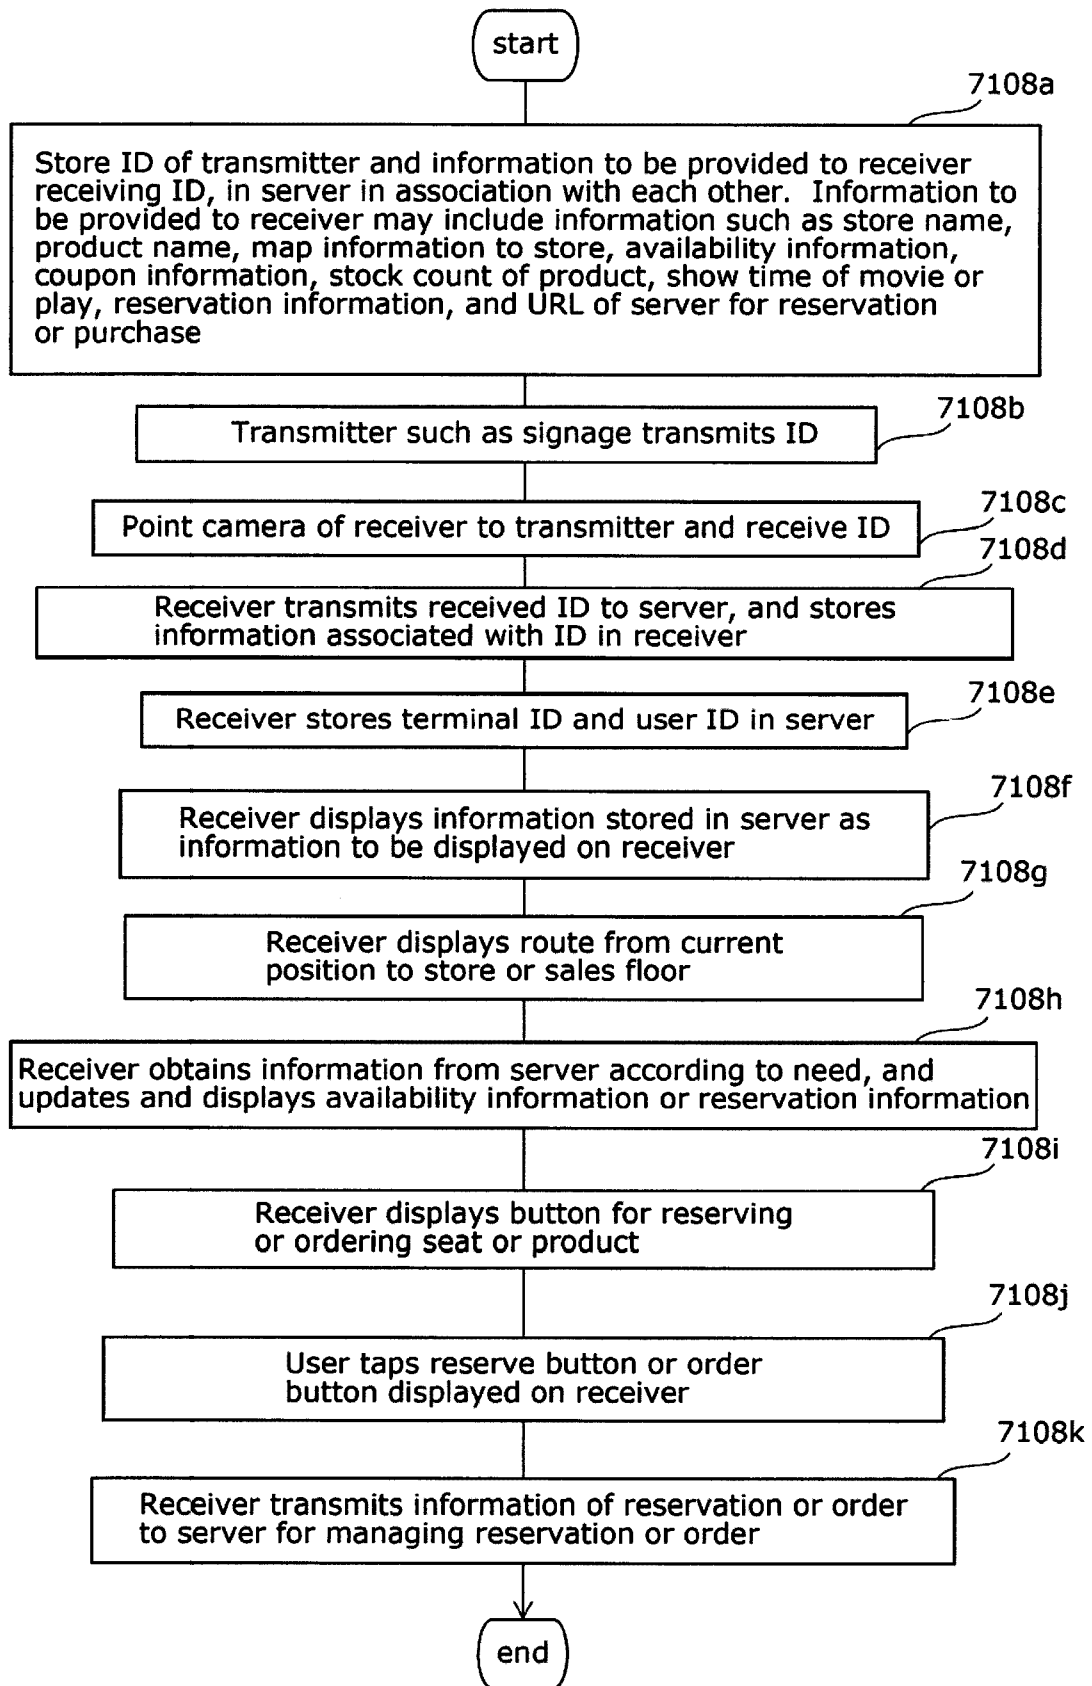 start
7108a
Store ID of transmitter and information to be provided to receiver
receiving ID, in server in association with each other. Information to
be provided to receiver may include information such as store name,
product name, map information to store, availability information,
coupon information, stock count of product, show time of movie or
play, reservation information, and URL of server for reservation
or purchase
7108b
Transmitter such as signage transmits ID
7108c
Point camera of receiver to transmitter and receive ID
7108d
Receiver transmits received ID to server, and stores
information associated with ID in receiver
7108e
Receiver stores terminal ID and user ID in server
7108f
Receiver displays information stored in server as
information to be displayed on receiver
7108g
Receiver displays route from current
position to store or sales floor
7108h
Receiver obtains information from server according to need, and
updates and displays availability information or reservation information
7108i
Receiver displays button for reserving
or ordering seat or product
7108j
User taps reserve button or order
button displayed on receiver
7108k
Receiver transmits information of reservation or order
to server for managing reservation or order
end